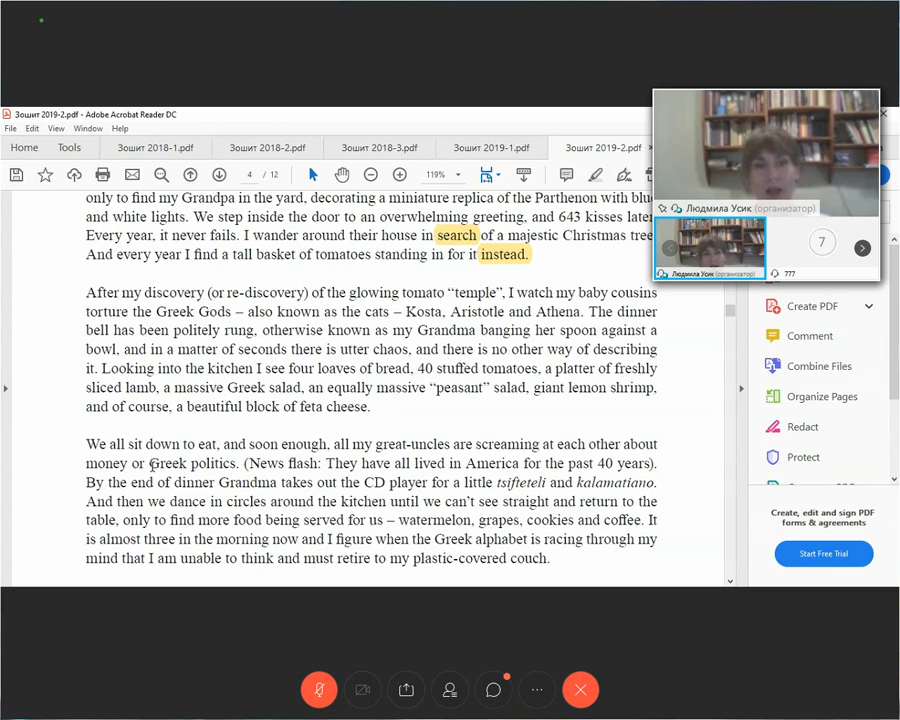 Зошит 2019-2.pdf - Adobe Acrobat Reader DC
File Edit View Window Help
Home Tools Зошит 2018-1.pdf Зошит 2018-2.pdf Зошит 2018-3.pdf Зошит 2019-1.pdf Зошит 2019-2.pdf
4 / 12 119%
only to find my Grandpa in the yard, decorating a miniature replica of the Parthenon with blue
and white lights. We step inside the door to an overwhelming greeting, and 643 kisses later.
Every year, it never fails. I wander around their house in search of a majestic Christmas tree.
And every year I find a tall basket of tomatoes standing in for it instead.
After my discovery (or re-discovery) of the glowing tomato “temple”, I watch my baby cousins
torture the Greek Gods – also known as the cats – Kosta, Aristotle and Athena. The dinner
bell has been politely rung, otherwise known as my Grandma banging her spoon against a
bowl, and in a matter of seconds there is utter chaos, and there is no other way of describing
it. Looking into the kitchen I see four loaves of bread, 40 stuffed tomatoes, a platter of freshly
sliced lamb, a massive Greek salad, an equally massive “peasant” salad, giant lemon shrimp,
and of course, a beautiful block of feta cheese.
We all sit down to eat, and soon enough, all my great-uncles are screaming at each other about
money or Greek politics. (News flash: They have all lived in America for the past 40 years).
By the end of dinner Grandma takes out the CD player for a little tsifteteli and kalamatiano.
And then we dance in circles around the kitchen until we can’t see straight and return to the
table, only to find more food being served for us – watermelon, grapes, cookies and coffee. It
is almost three in the morning now and I figure when the Greek alphabet is racing through my
mind that I am unable to think and must retire to my plastic-covered couch.
Людмила Усик (организатор)
7
Людмила Усик (организатор)
777
Create PDF
Comment
Combine Files
Organize Pages
Redact
Protect
Create, edit and sign PDF
forms & agreements
Start Free Trial